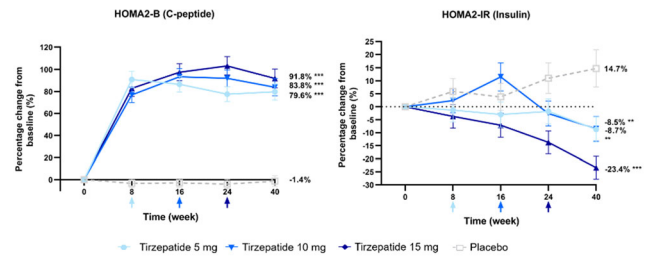 HOMA2-B (C-peptide)
Percentage change from
baseline (%)
120
100
80
60
40
20
0
-20
91.8% ***
83.8% ***
79.6% ***
-1.4%
0 8 16 24 40
Time (week)
HOMA2-IR (Insulin)
Percentage change from
baseline (%)
25
20
15
10
5
0
-5
-10
-15
-20
-25
-30
14.7%
-8.5% **
-8.7%
**
-23.4% ***
0 8 16 24 40
Time (week)
Tirzepatide 5 mg Tirzepatide 10 mg Tirzepatide 15 mg Placebo